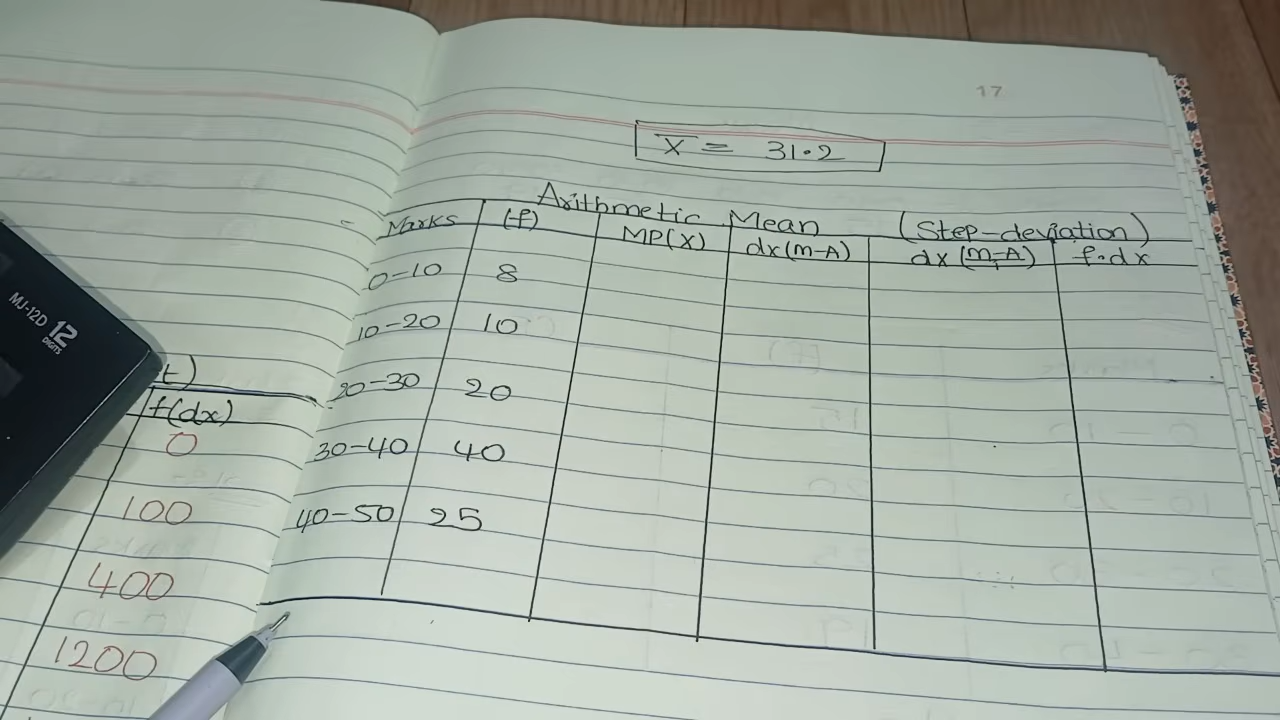 17
X̄ = 31.2
Arithmetic Mean (Step-deviation)
Marks (f) MP(X) dx(m-A) dx(m-A/i) f.dx
0-10 8
10-20 10
20-30 20
30-40 40
40-50 25
MJ-12D 12
DIGITS
f(dx)
0
100
400
1200